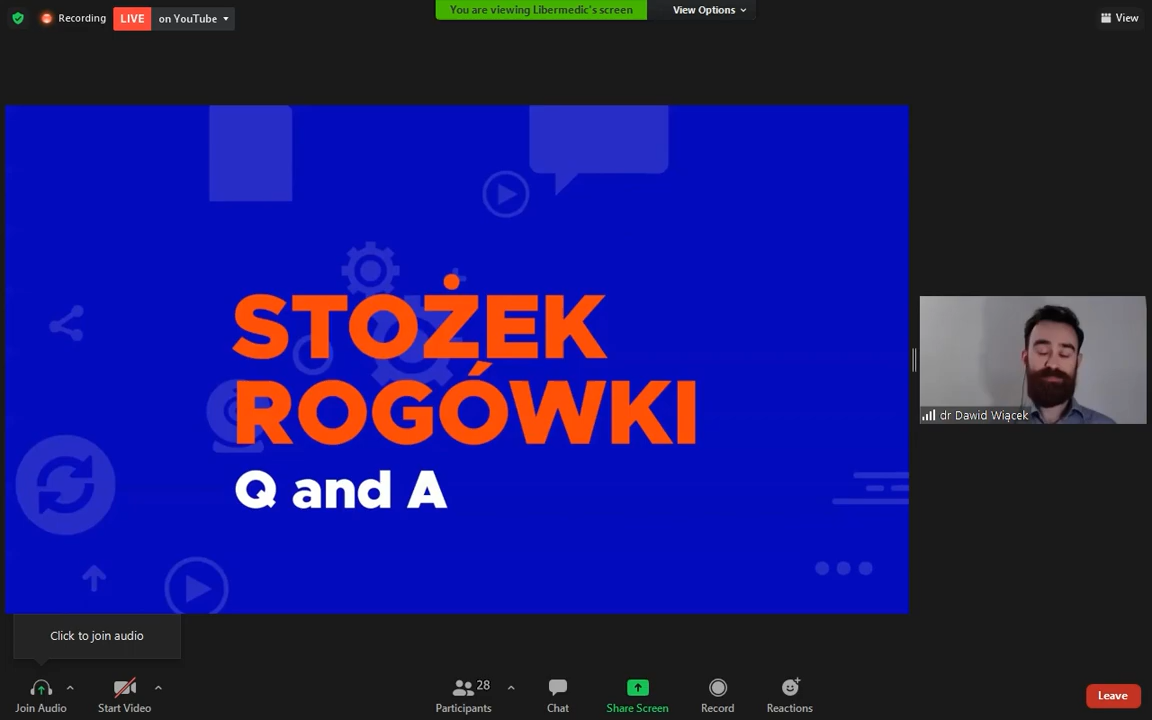 Recording
LIVE
on YouTube
You are viewing Libermedic's screen
View Options
View
STOŻEK
ROGÓWKI
Q and A
dr Dawid Wiącek
Click to join audio
Join Audio
Start Video
28
Participants
Chat
Share Screen
Record
Reactions
Leave